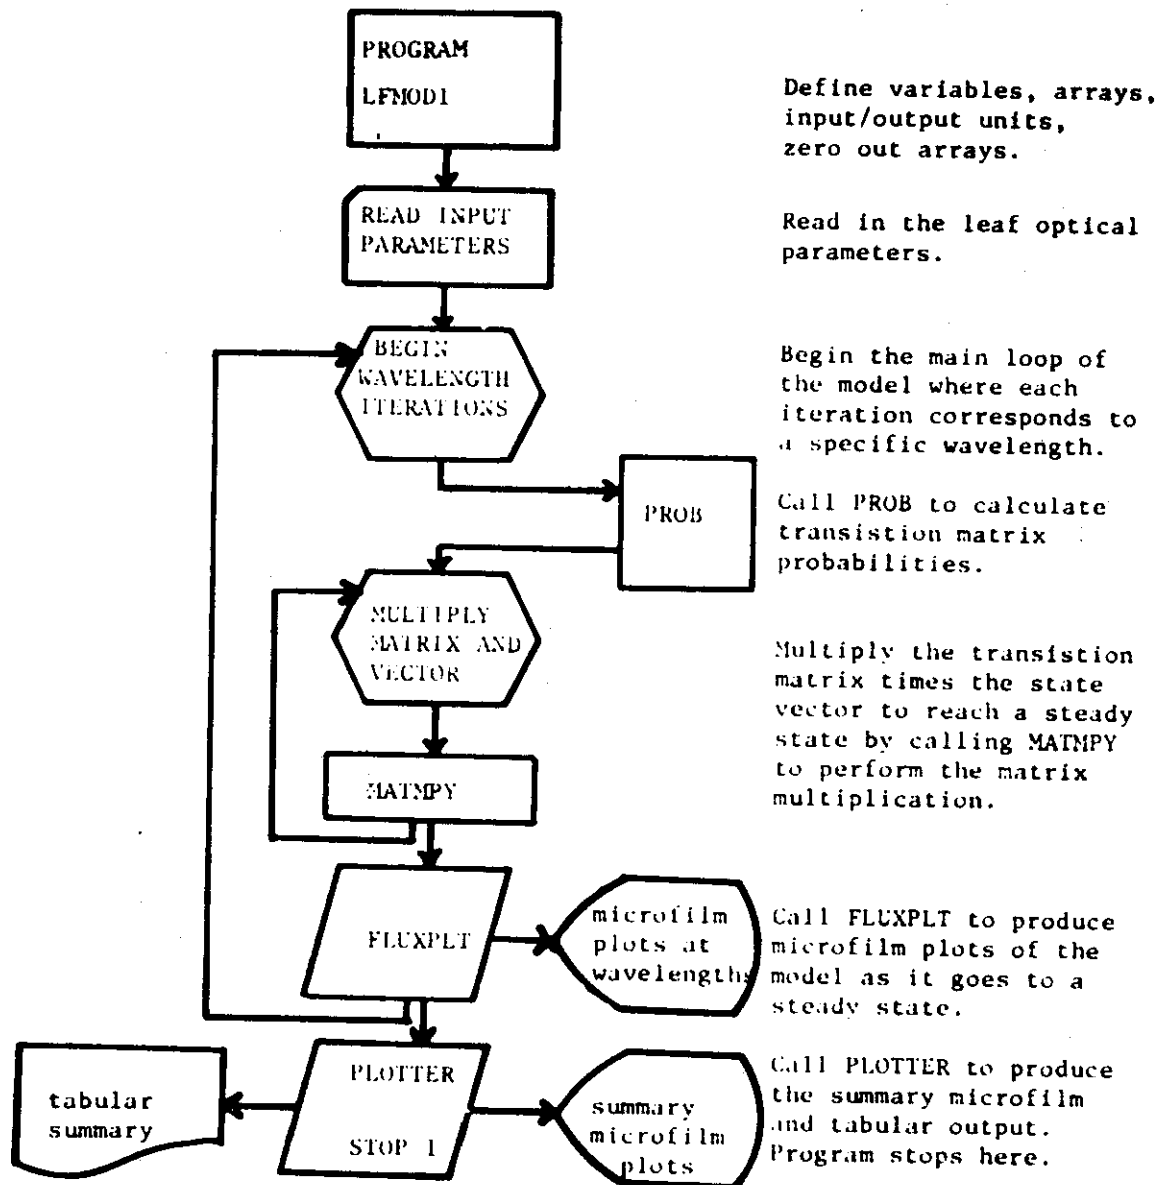 PROGRAM
LFMOD1
Define variables, arrays,
input/output units,
zero out arrays.
READ INPUT
PARAMETERS
Read in the leaf optical
parameters.
BEGIN
WAVELENGTH
ITERATIONS
Begin the main loop of
the model where each
iteration corresponds to
a specific wavelength.
PROB
Call PROB to calculate
transistion matrix
probabilities.
MULTIPLY
MATRIX AND
VECTOR
Multiply the transistion
matrix times the state
vector to reach a steady
state by calling MATMPY
to perform the matrix
multiplication.
MATMPY
FLUXPLT
microfilm
plots at
wavelengths
Call FLUXPLT to produce
microfilm plots of the
model as it goes to a
steady state.
tabular
summary
PLOTTER
STOP 1
summary
microfilm
plots
Call PLOTTER to produce
the summary microfilm
and tabular output.
Program stops here.